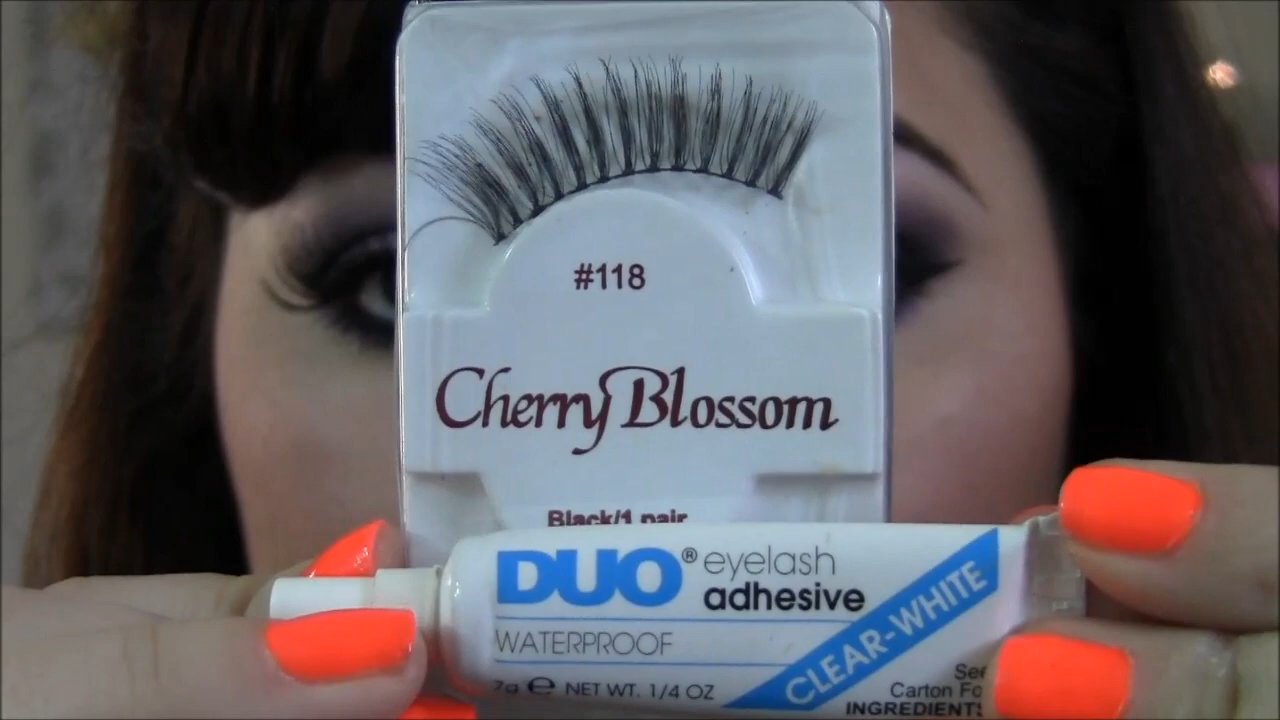 #118
Cherry Blossom
Black/1 pair
DUO® eyelash
adhesive
WATERPROOF
CLEAR-WHITE
7g e NET WT. 1/4 OZ
See
Carton Fo
INGREDIENTS